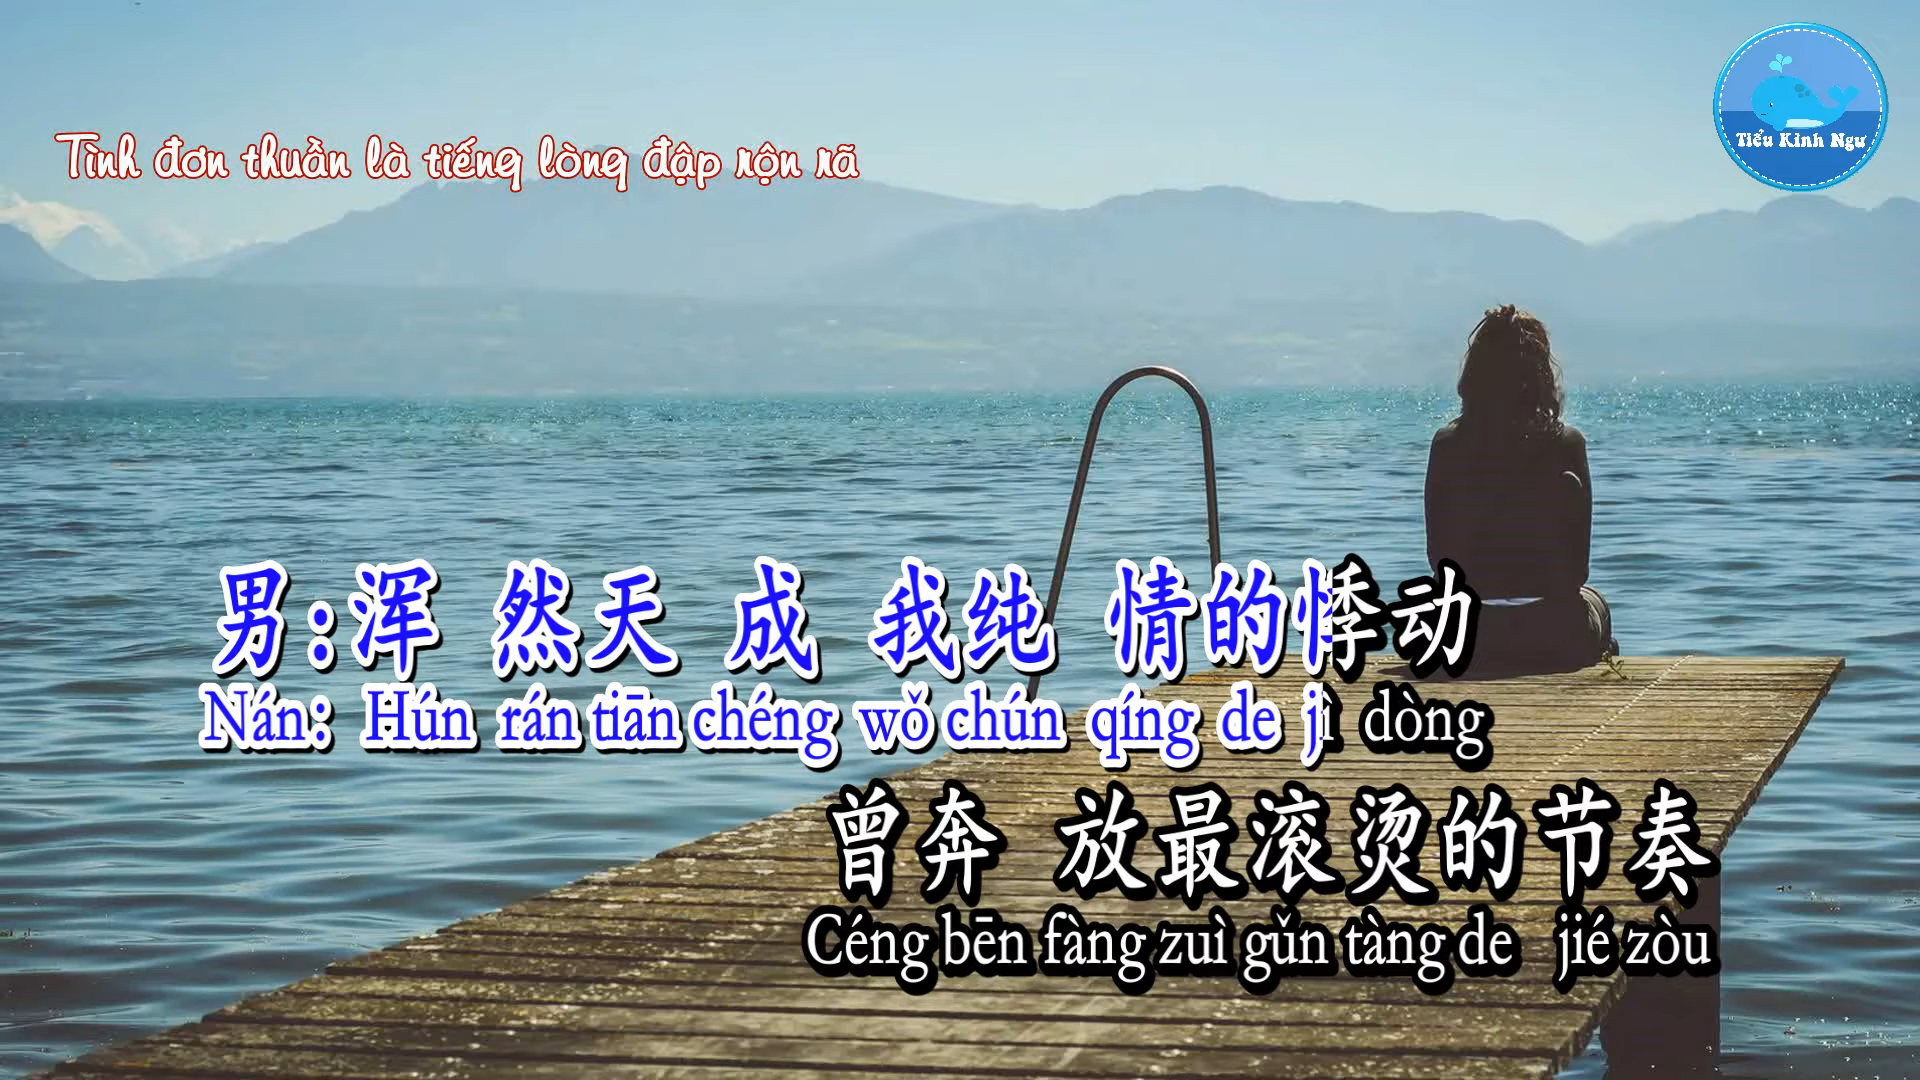 Tiểu Kình Ngư
Tình đơn thuần là tiếng lòng đập rộn rã
男:浑 然天 成 我纯 情的悸动
Nán: Hún rán tiān chéng wǒ chún qíng de jì dòng
曾奔 放最滚烫的节奏
Céng bēn fàng zuì gǔn tàng de jié zòu